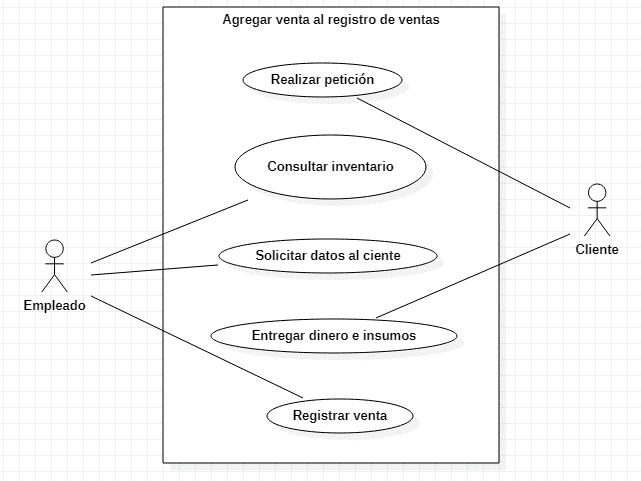 Agregar venta al registro de ventas
Realizar petición
Consultar inventario
Solicitar datos al ciente
Cliente
Empleado
Entregar dinero e insumos
Registrar venta